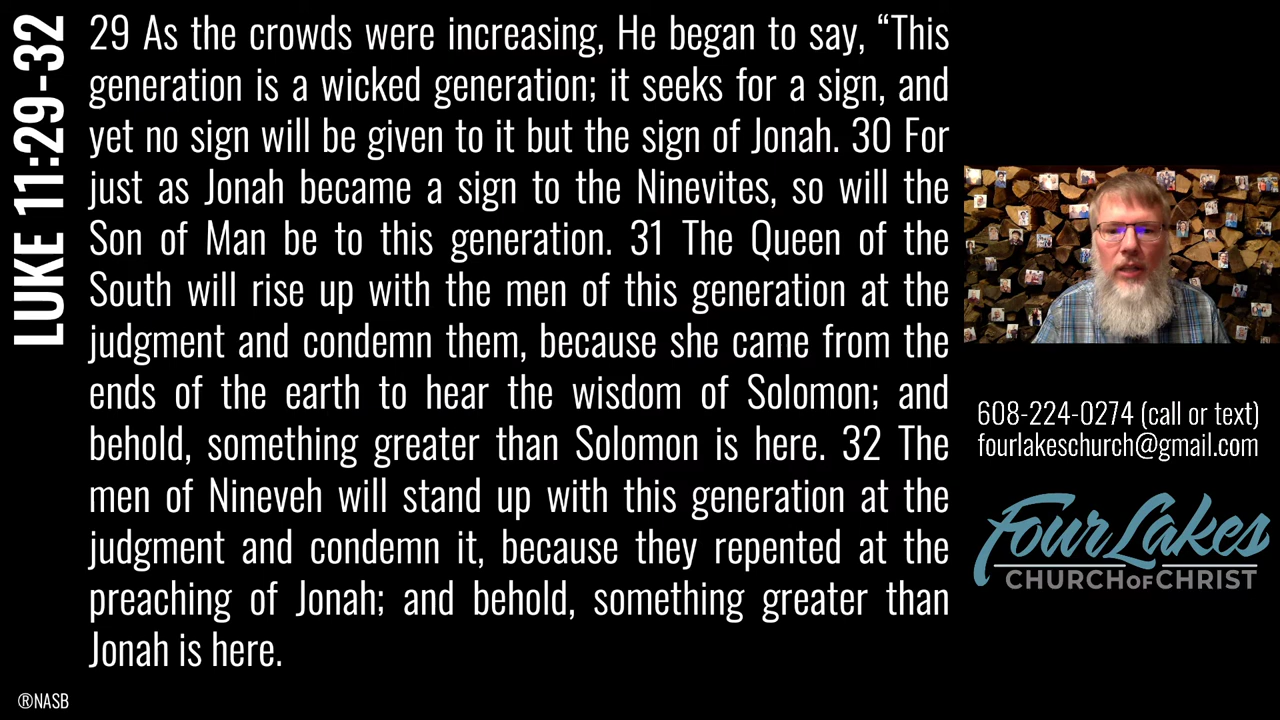 LUKE 11:29-32
29 As the crowds were increasing, He began to say, “This
generation is a wicked generation; it seeks for a sign, and
yet no sign will be given to it but the sign of Jonah. 30 For
just as Jonah became a sign to the Ninevites, so will the
Son of Man be to this generation. 31 The Queen of the
South will rise up with the men of this generation at the
judgment and condemn them, because she came from the
ends of the earth to hear the wisdom of Solomon; and
behold, something greater than Solomon is here. 32 The
men of Nineveh will stand up with this generation at the
judgment and condemn it, because they repented at the
preaching of Jonah; and behold, something greater than
Jonah is here.
®NASB
608-224-0274 (call or text)
fourlakeschurch@gmail.com
Four Lakes
CHURCH OF CHRIST